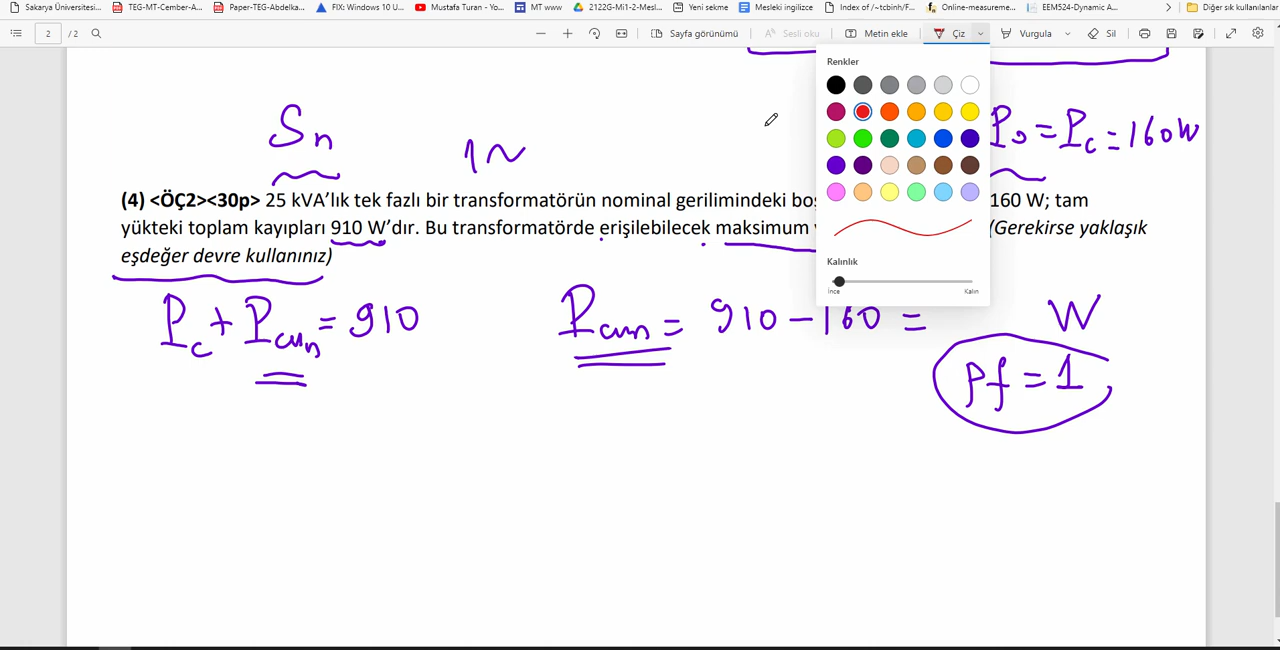 Sakarya Üniversitesi... TEG-MT-Cember-A... Paper-TEG-Abdelka... FIX: Windows 10 U... Mustafa Turan - Yo... MT www 2122G-Mi1-2-Mesl... Yeni sekme Mesleki ingilizce Index of /~tcbinh/F... Online-measureme... EEM524-Dynamic A... Diğer sık kullanılanlar
2 / 2 Sayfa görünümü Sesli oku Metin ekle Çiz Vurgula Sil
Renkler
Sn
1~
P0 = Pc = 160W
(4) <ÖÇ2><30p> 25 kVA'lık tek fazlı bir transformatörün nominal gerilimindeki 160 W; tam
yükteki toplam kayıpları 910 W'dır. Bu transformatörde erişilebilecek maksimum (Gerekirse yaklaşık
eşdeğer devre kullanınız)
Kalınlık
İnce Kalın
Pc + Pcun = 910 Pcun = 910 - 160 = W
Pf = 1